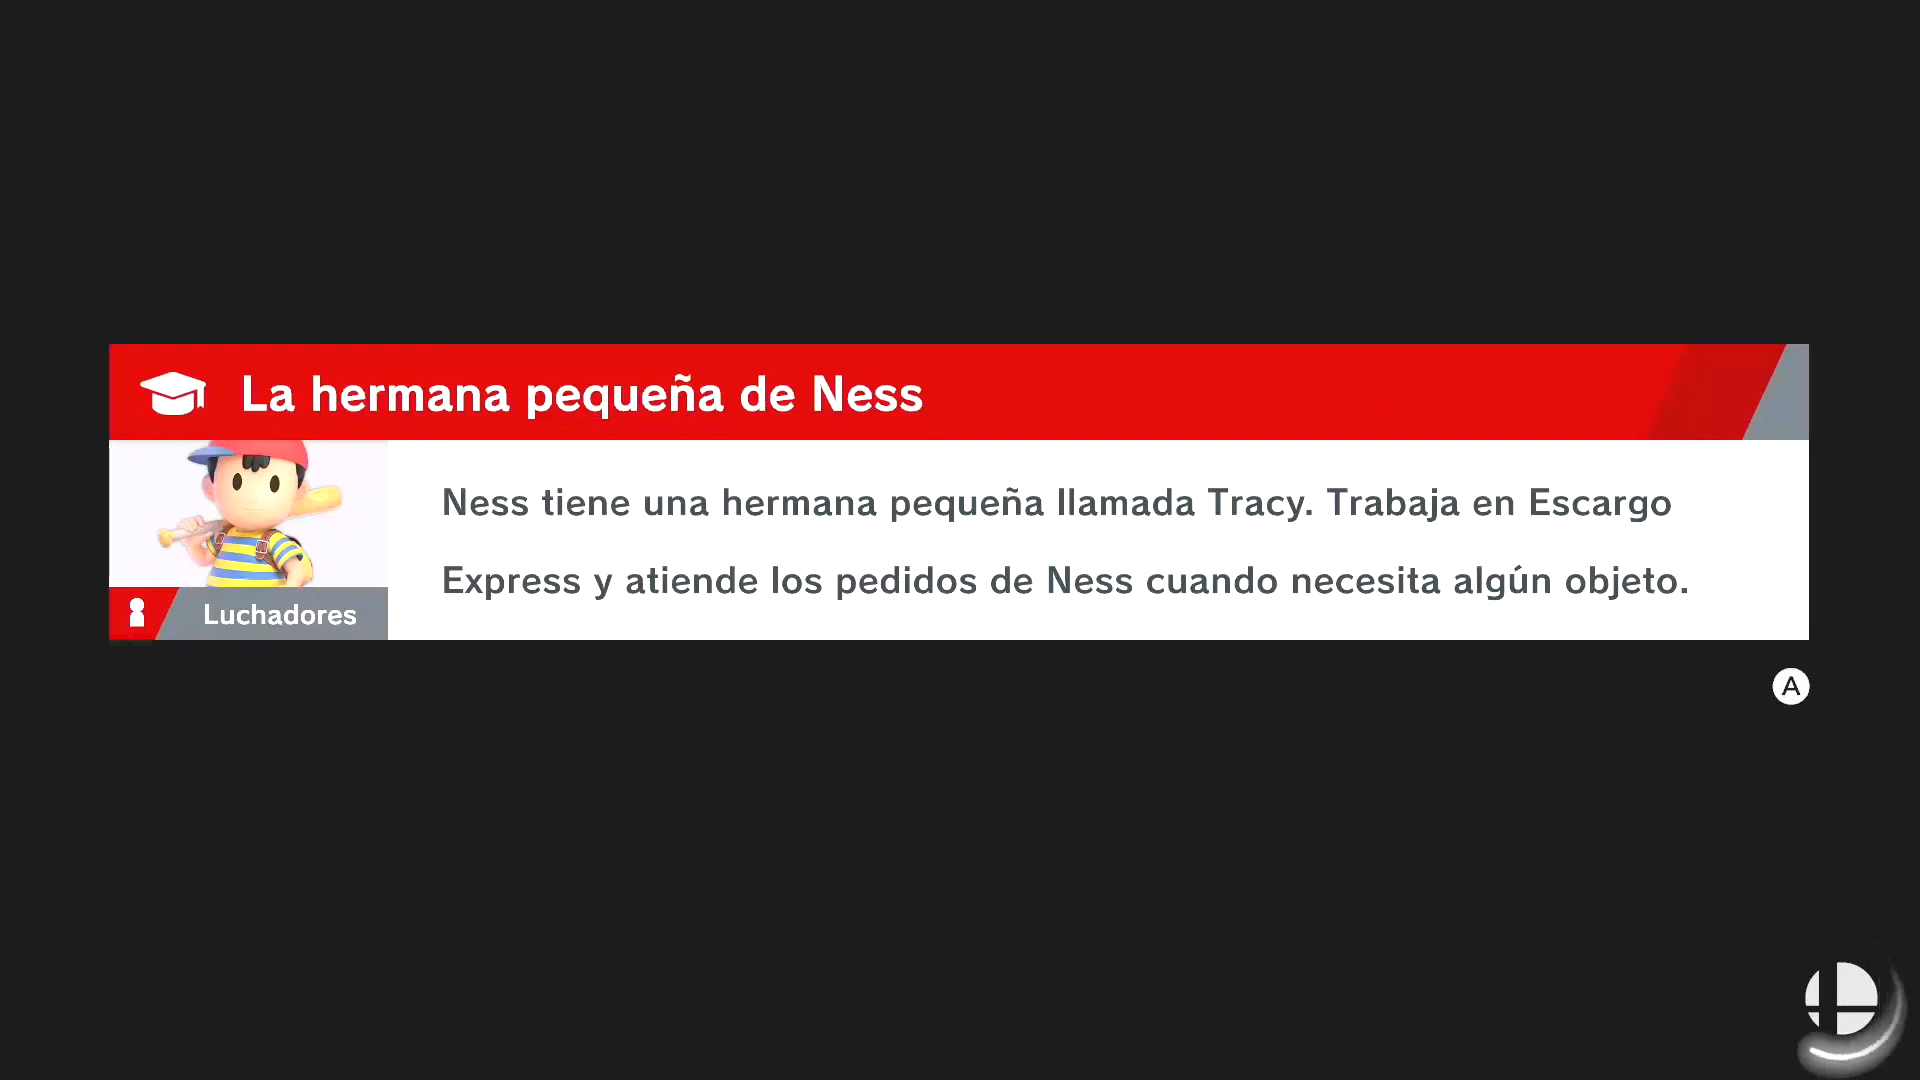 La hermana pequeña de Ness
Ness tiene una hermana pequeña llamada Tracy. Trabaja en Escargo
Express y atiende los pedidos de Ness cuando necesita algún objeto.
Luchadores
A